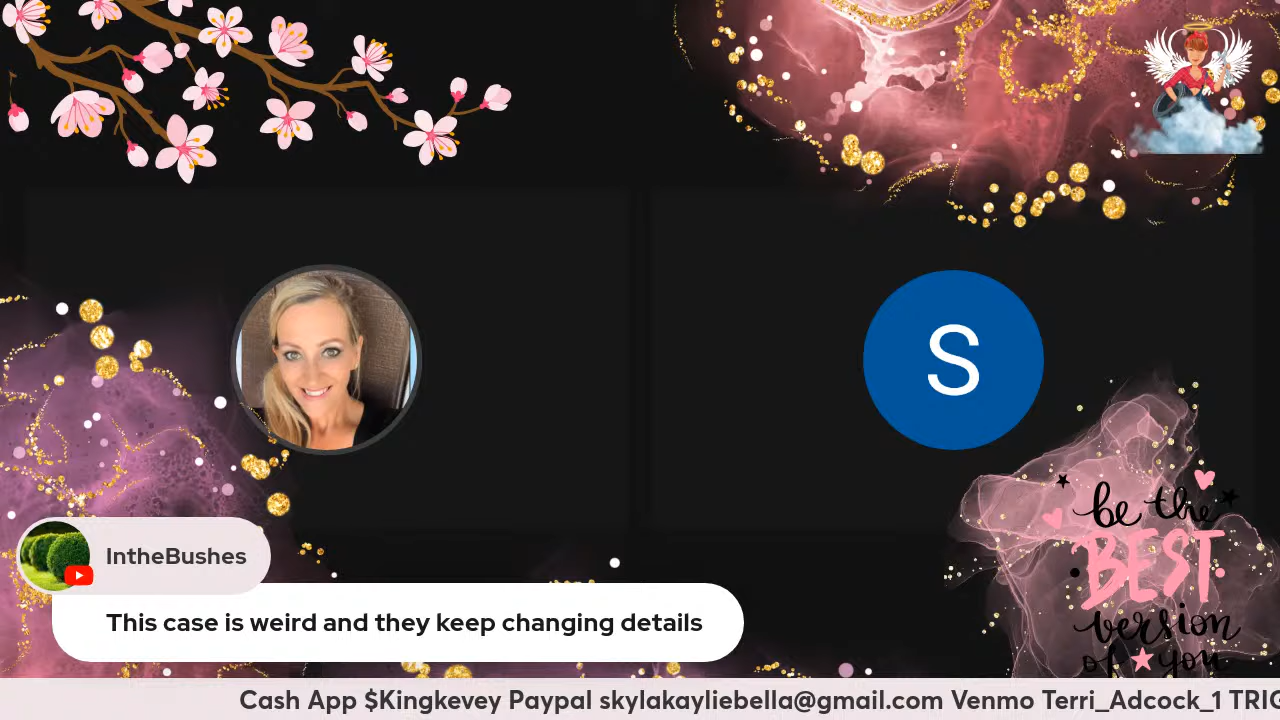 S
be the
BEST
version
of you
IntheBushes
This case is weird and they keep changing details
Cash App $Kingkevey Paypal skylakayliebella@gmail.com Venmo Terri_Adcock_1